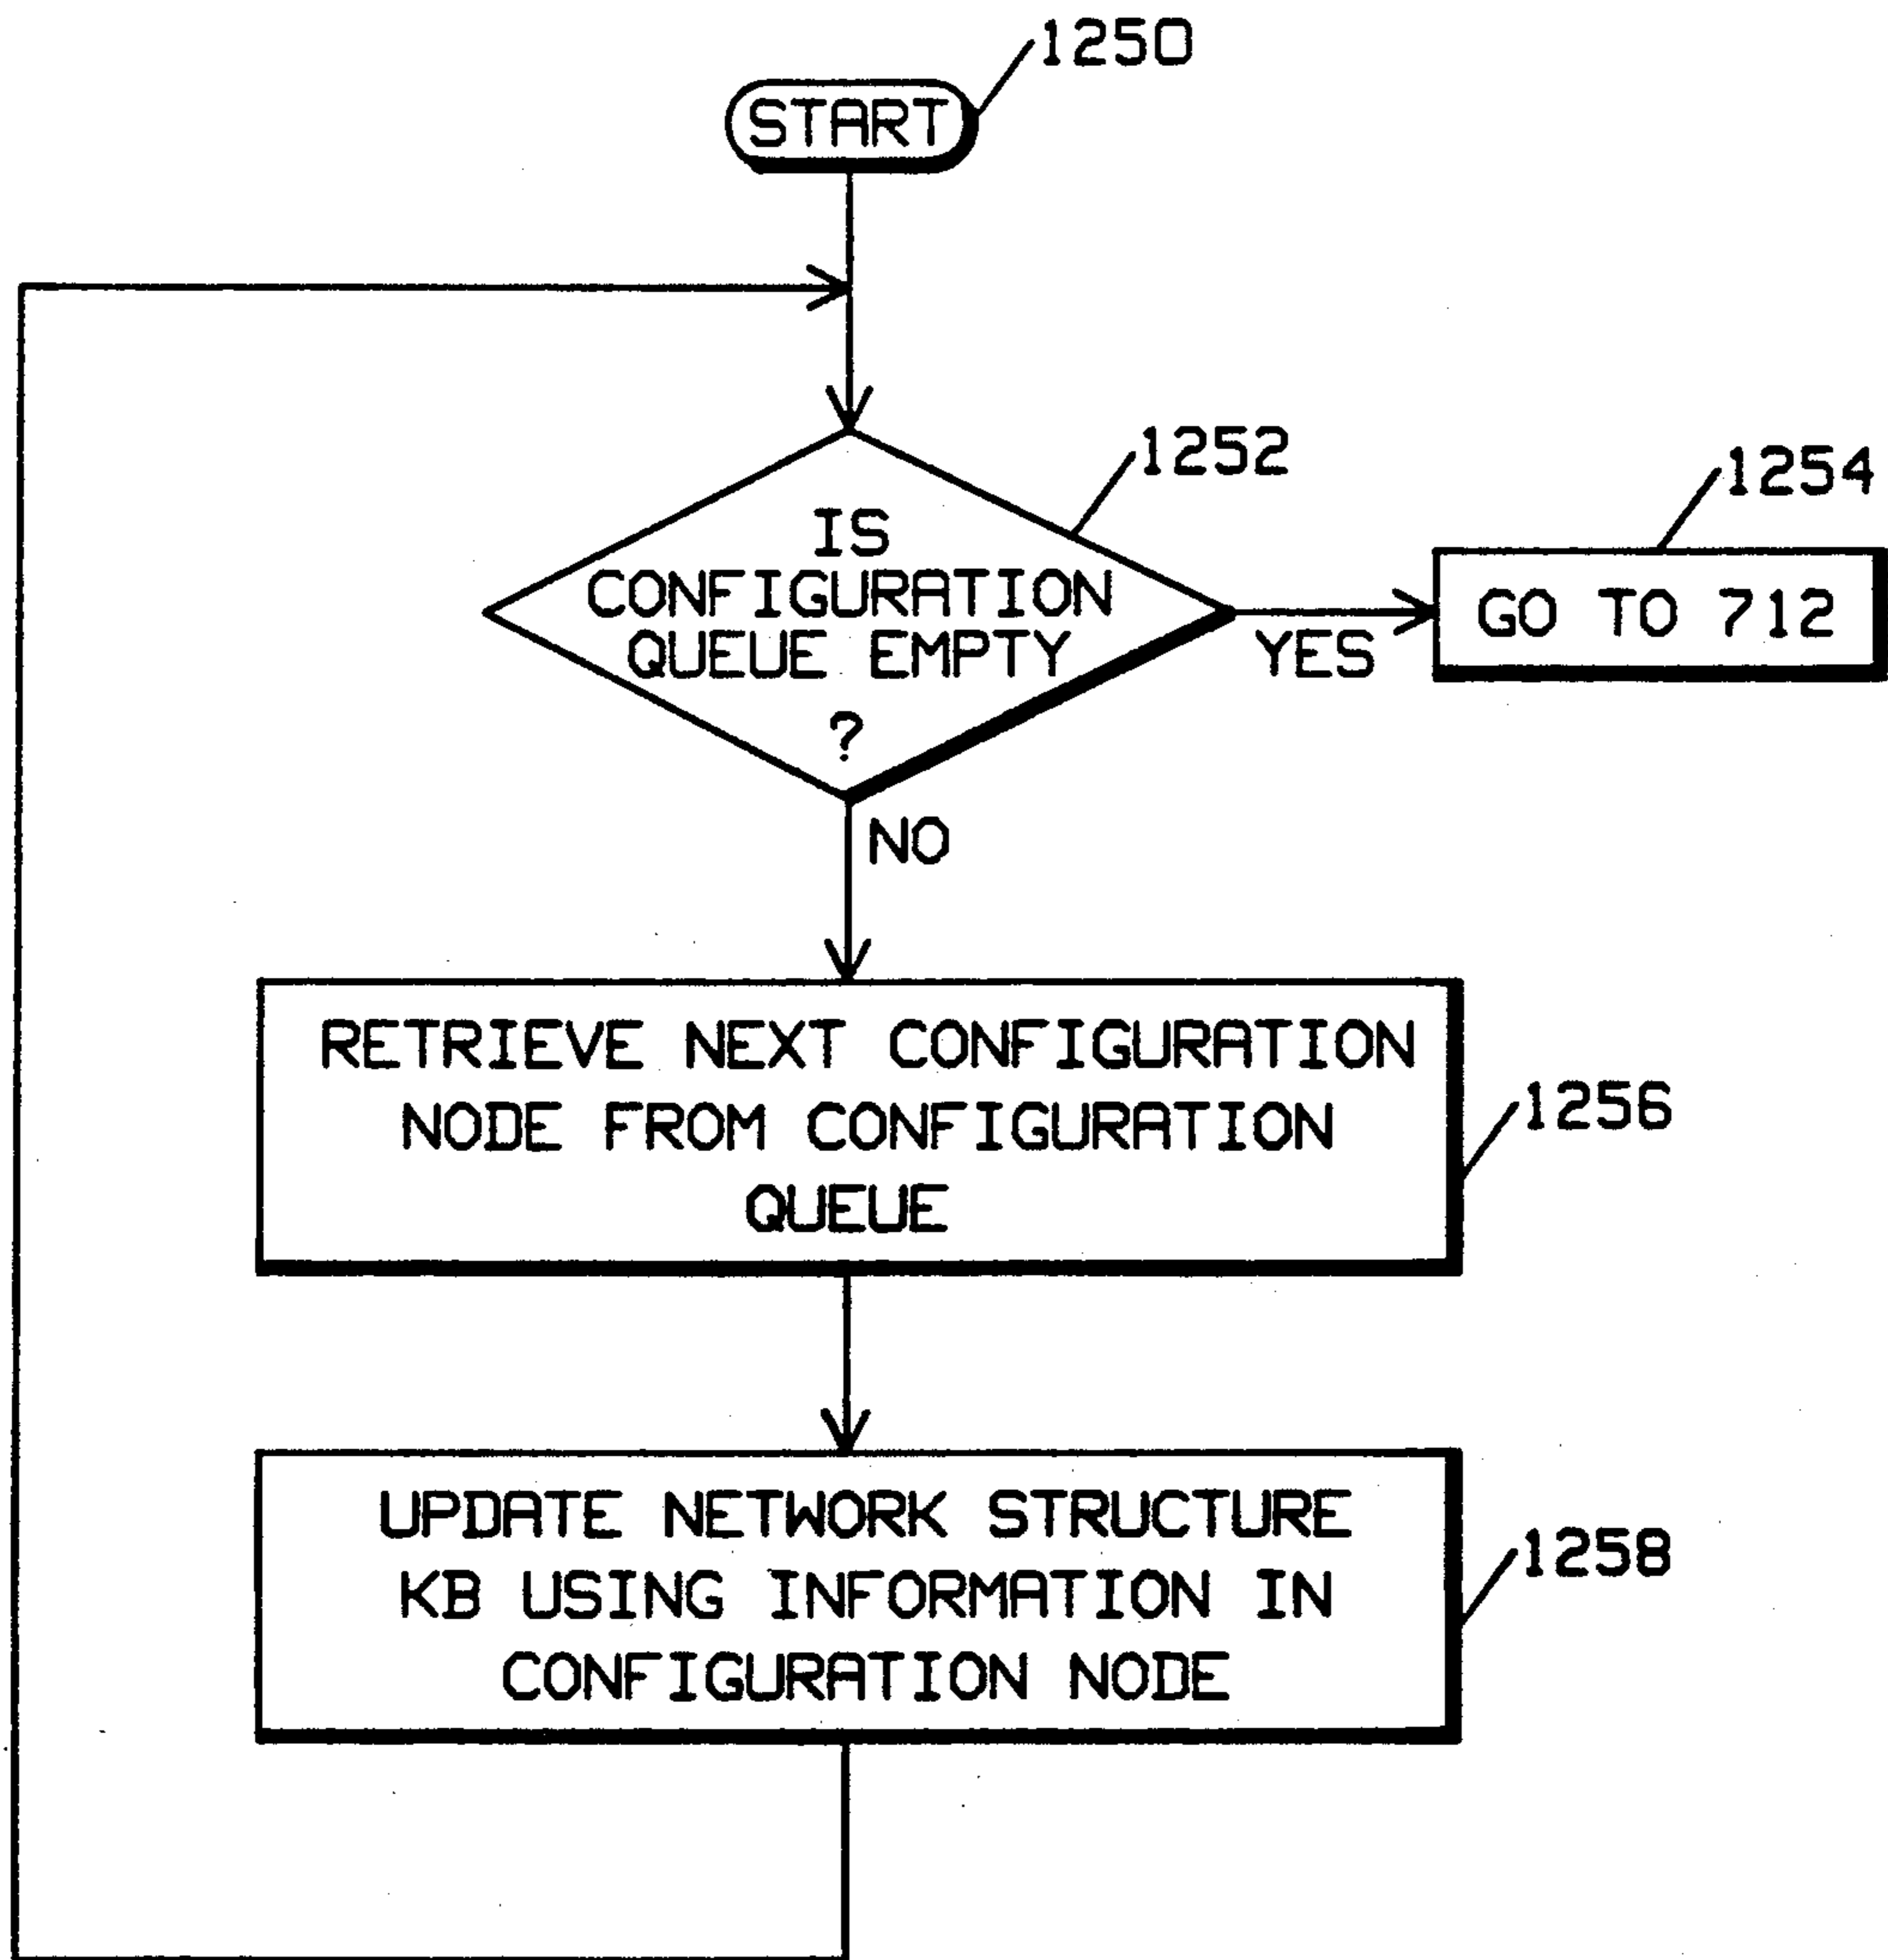 1250
START
1252
1254
IS
CONFIGURATION
QUEUE EMPTY
?
YES
GO TO 712
NO
RETRIEVE NEXT CONFIGURATION
NODE FROM CONFIGURATION
QUEUE
1256
UPDATE NETWORK STRUCTURE
KB USING INFORMATION IN
CONFIGURATION NODE
1258